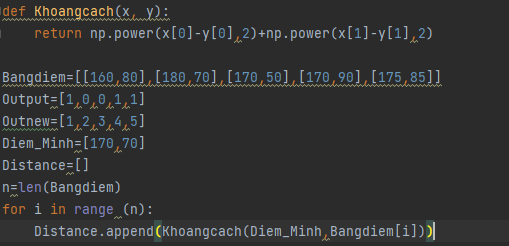 def Khoangcach(x, y):
    return np.power(x[0]-y[0],2)+np.power(x[1]-y[1],2)

Bangdiem=[[160,80],[180,70],[170,50],[170,90],[175,85]]
Output=[1,0,0,1,1]
Outnew=[1,2,3,4,5]
Diem_Minh=[170,70]
Distance=[]
n=len(Bangdiem)
for i in range (n):
    Distance.append(Khoangcach(Diem_Minh,Bangdiem[i]))